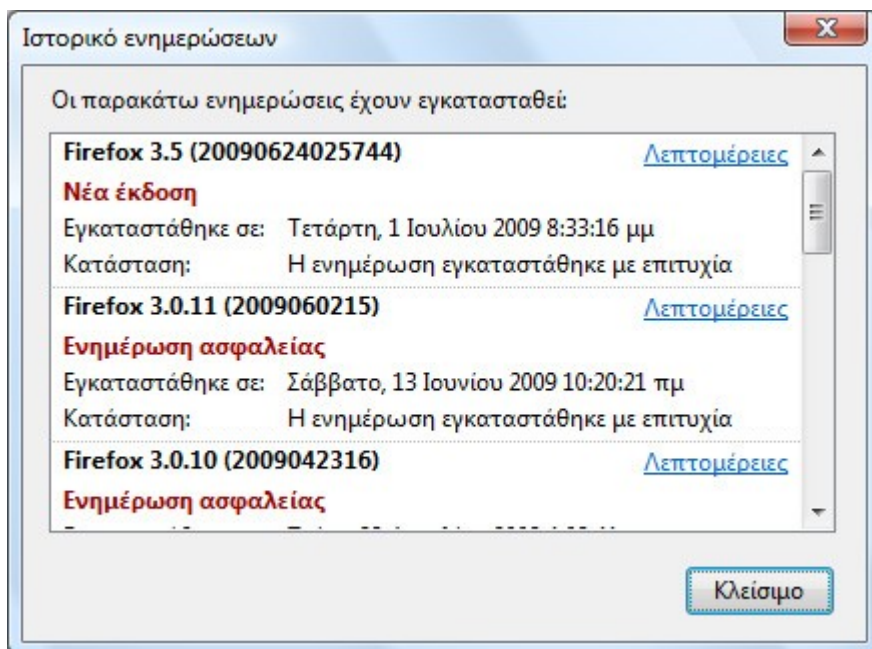 Ιστορικό ενημερώσεων
Οι παρακάτω ενημερώσεις έχουν εγκατασταθεί:
Firefox 3.5 (20090624025744) Λεπτομέρειες
Νέα έκδοση
Εγκαταστάθηκε σε: Τετάρτη, 1 Ιουλίου 2009 8:33:16 μμ
Κατάσταση: Η ενημέρωση εγκαταστάθηκε με επιτυχία
Firefox 3.0.11 (2009060215) Λεπτομέρειες
Ενημέρωση ασφαλείας
Εγκαταστάθηκε σε: Σάββατο, 13 Ιουνίου 2009 10:20:21 πμ
Κατάσταση: Η ενημέρωση εγκαταστάθηκε με επιτυχία
Firefox 3.0.10 (2009042316) Λεπτομέρειες
Ενημέρωση ασφαλείας
Κλείσιμο